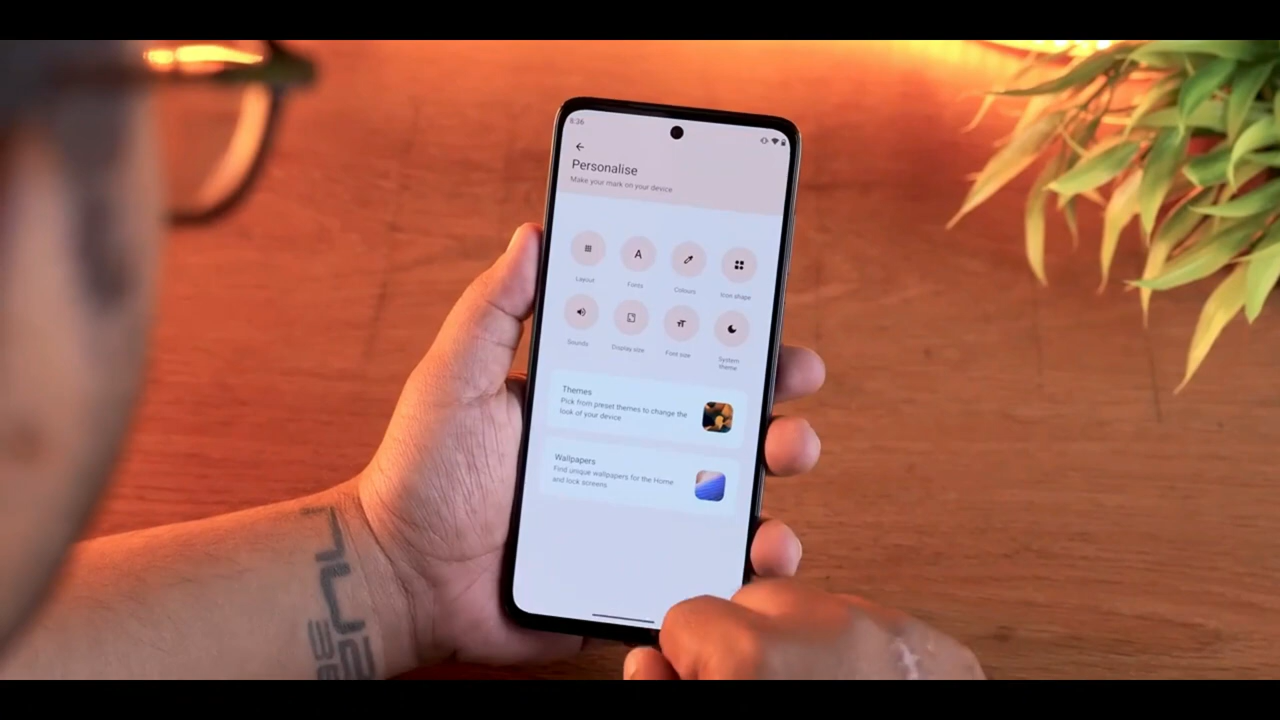 8:36
Personalise
Make your mark on your device
A
Layout
Fonts
Colours
Icon shape
Sounds
Display size
Font size
System
theme
Themes
Pick from preset themes to change the
look of your device
Wallpapers
Find unique wallpapers for the Home
and lock screens